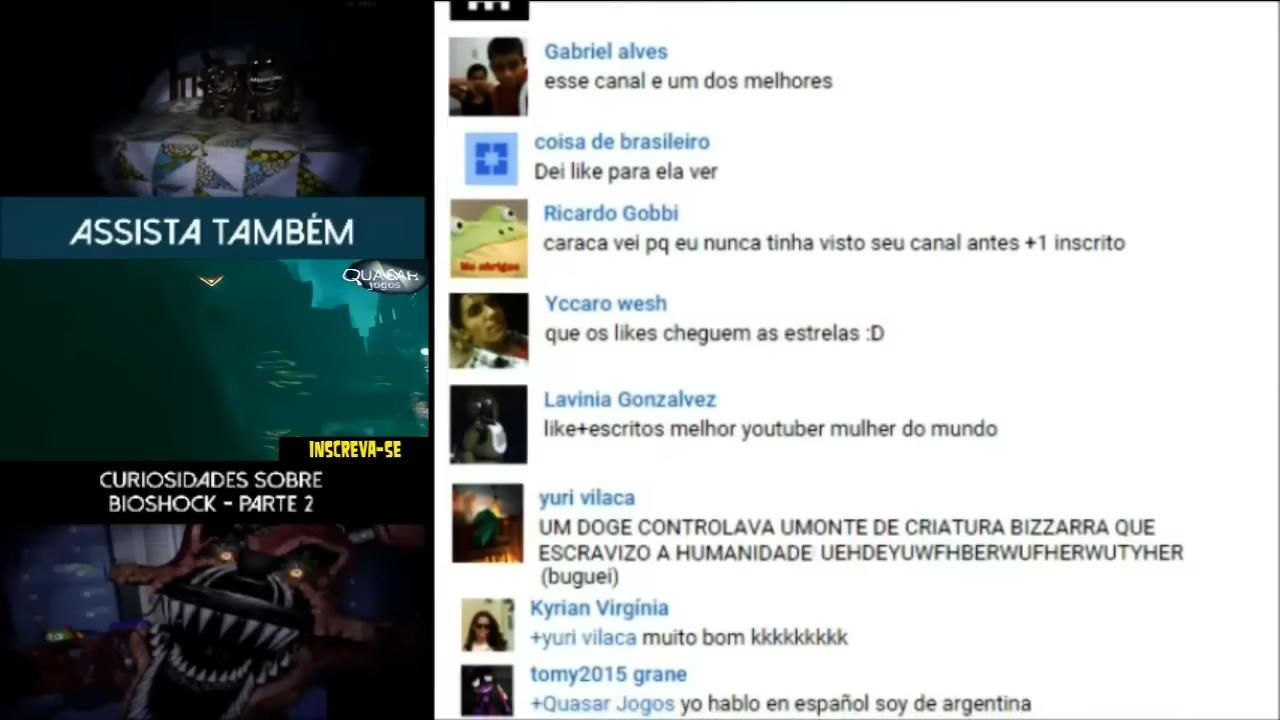 ASSISTA TAMBÉM
QUASAR
JOGOS
INSCREVA-SE
CURIOSIDADES SOBRE
BIOSHOCK - PARTE 2
Gabriel alves
esse canal e um dos melhores
coisa de brasileiro
Dei like para ela ver
Ricardo Gobbi
caraca vei pq eu nunca tinha visto seu canal antes +1 inscrito
Me obrigue
Yccaro wesh
que os likes cheguem as estrelas :D
Lavinia Gonzalvez
like+escritos melhor youtuber mulher do mundo
yuri vilaca
UM DOGE CONTROLAVA UMONTE DE CRIATURA BIZZARRA QUE
ESCRAVIZO A HUMANIDADE UEHDEYUWFHBERWUFHERWUTYHER
(buguei)
Kyrian Virgínia
+yuri vilaca muito bom kkkkkkkkk
tomy2015 grane
+Quasar Jogos yo hablo en español soy de argentina